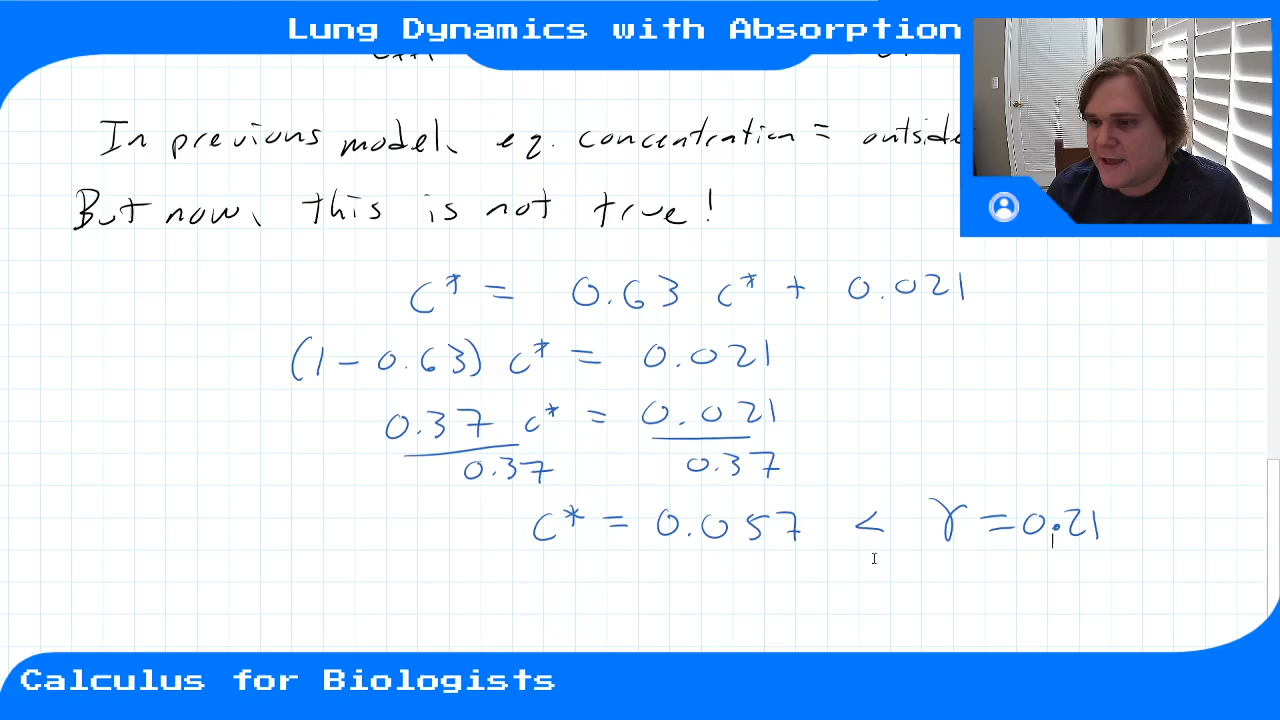 Lung Dynamics with Absorption
In previous model, eq. concentration = outside
But now, this is not true!
c* = 0.63 c* + 0.021
(1 - 0.63) c* = 0.021
0.37 c* = 0.021
0.37 0.37
c* = 0.057 < γ = 0.21
Calculus for Biologists